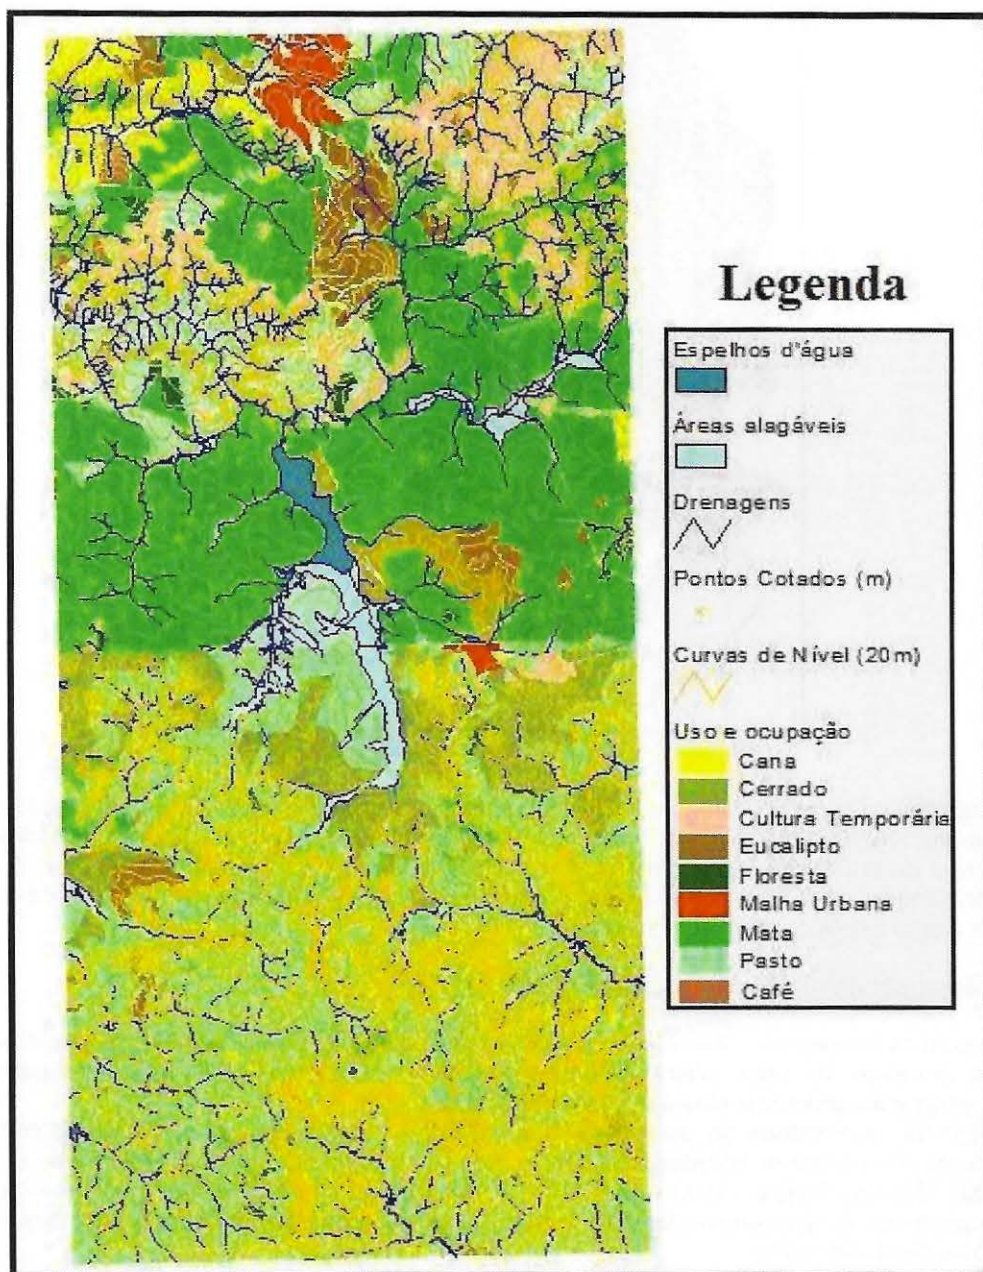 Legenda
Espelhos d'água
Áreas alagáveis
Drenagens
Pontos Cotados (m)
Curvas de Nível (20m)
Uso e ocupação
Cana
Cerrado
Cultura Temporária
Eucalipto
Floresta
Malha Urbana
Mata
Pasto
Café